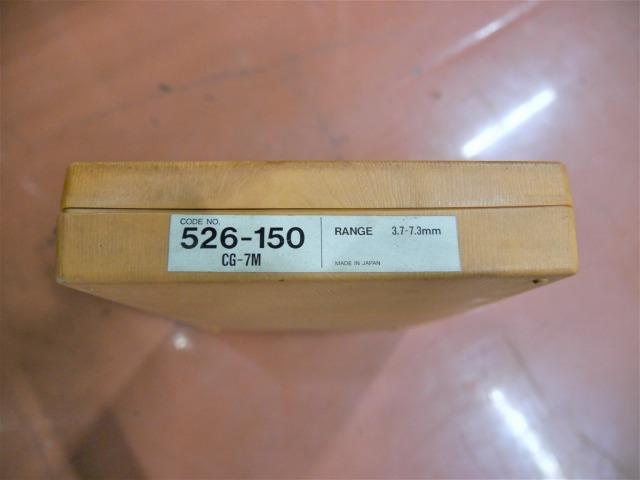 CODE NO.
526-150
CG-7M
RANGE 3.7-7.3mm
MADE IN JAPAN